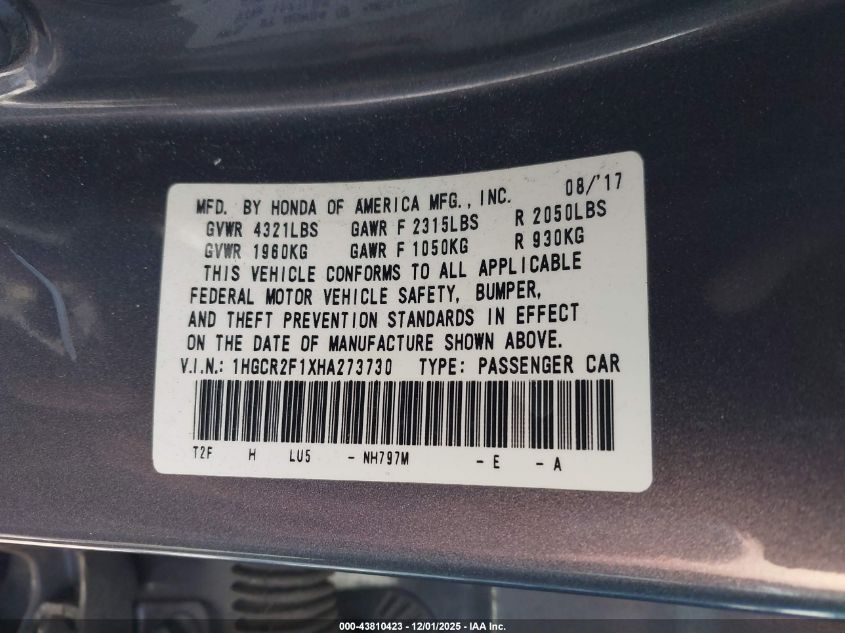 MFD. BY HONDA OF AMERICA MFG., INC. 08/'17
GVWR 4321LBS GAWR F 2315LBS R 2050LBS
GVWR 1960KG GAWR F 1050KG R 930KG
THIS VEHICLE CONFORMS TO ALL APPLICABLE
FEDERAL MOTOR VEHICLE SAFETY, BUMPER,
AND THEFT PREVENTION STANDARDS IN EFFECT
ON THE DATE OF MANUFACTURE SHOWN ABOVE.
V.I.N.: 1HGCR2F1XHA273730 TYPE: PASSENGER CAR
T2F H LU5 - NH797M - E - A
000-43810423 - 12/01/2025 - IAA Inc.